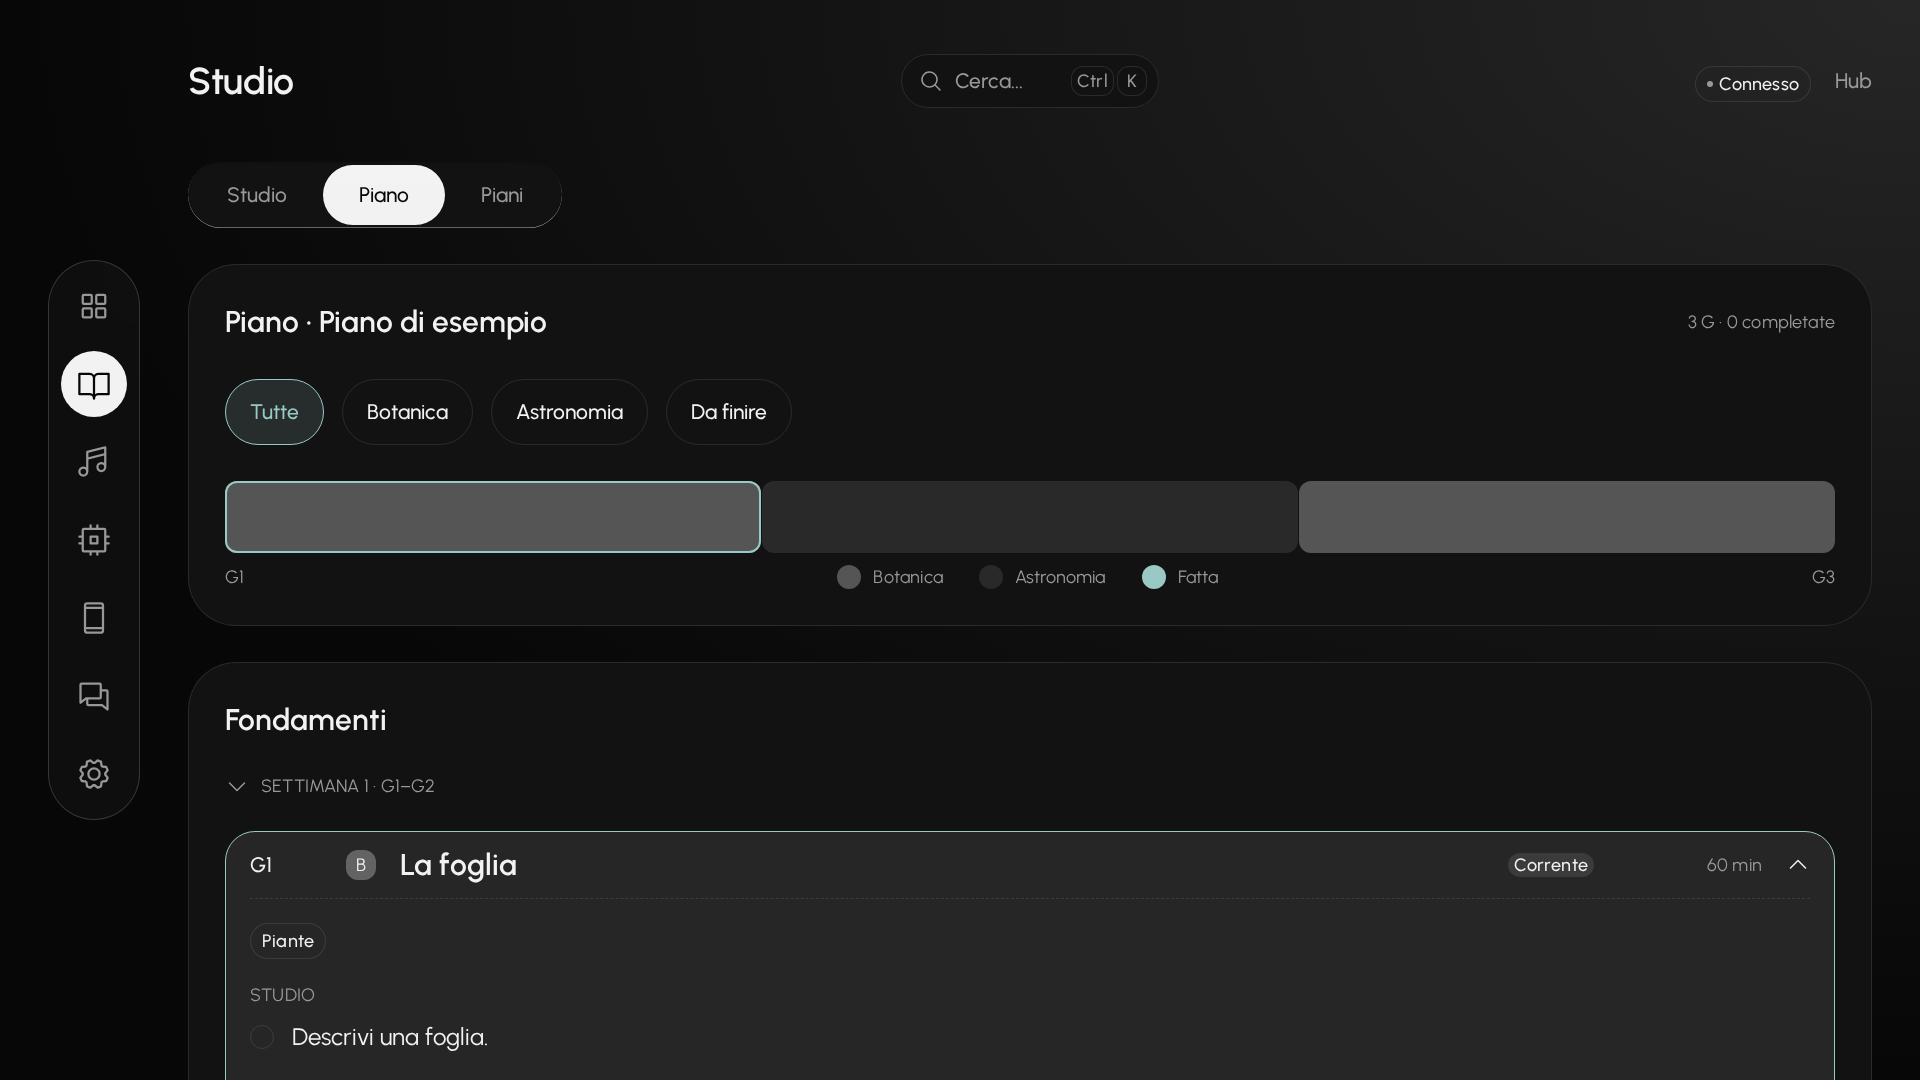 Studio
Cerca...
Ctrl K
Connesso
Hub
Studio
Piano
Piani
Piano · Piano di esempio
3 G · 0 completate
Tutte
Botanica
Astronomia
Da finire
G1
Botanica
Astronomia
Fatta
G3
Fondamenti
SETTIMANA 1 · G1–G2
G1
B
La foglia
Corrente
60 min
Piante
STUDIO
Descrivi una foglia.